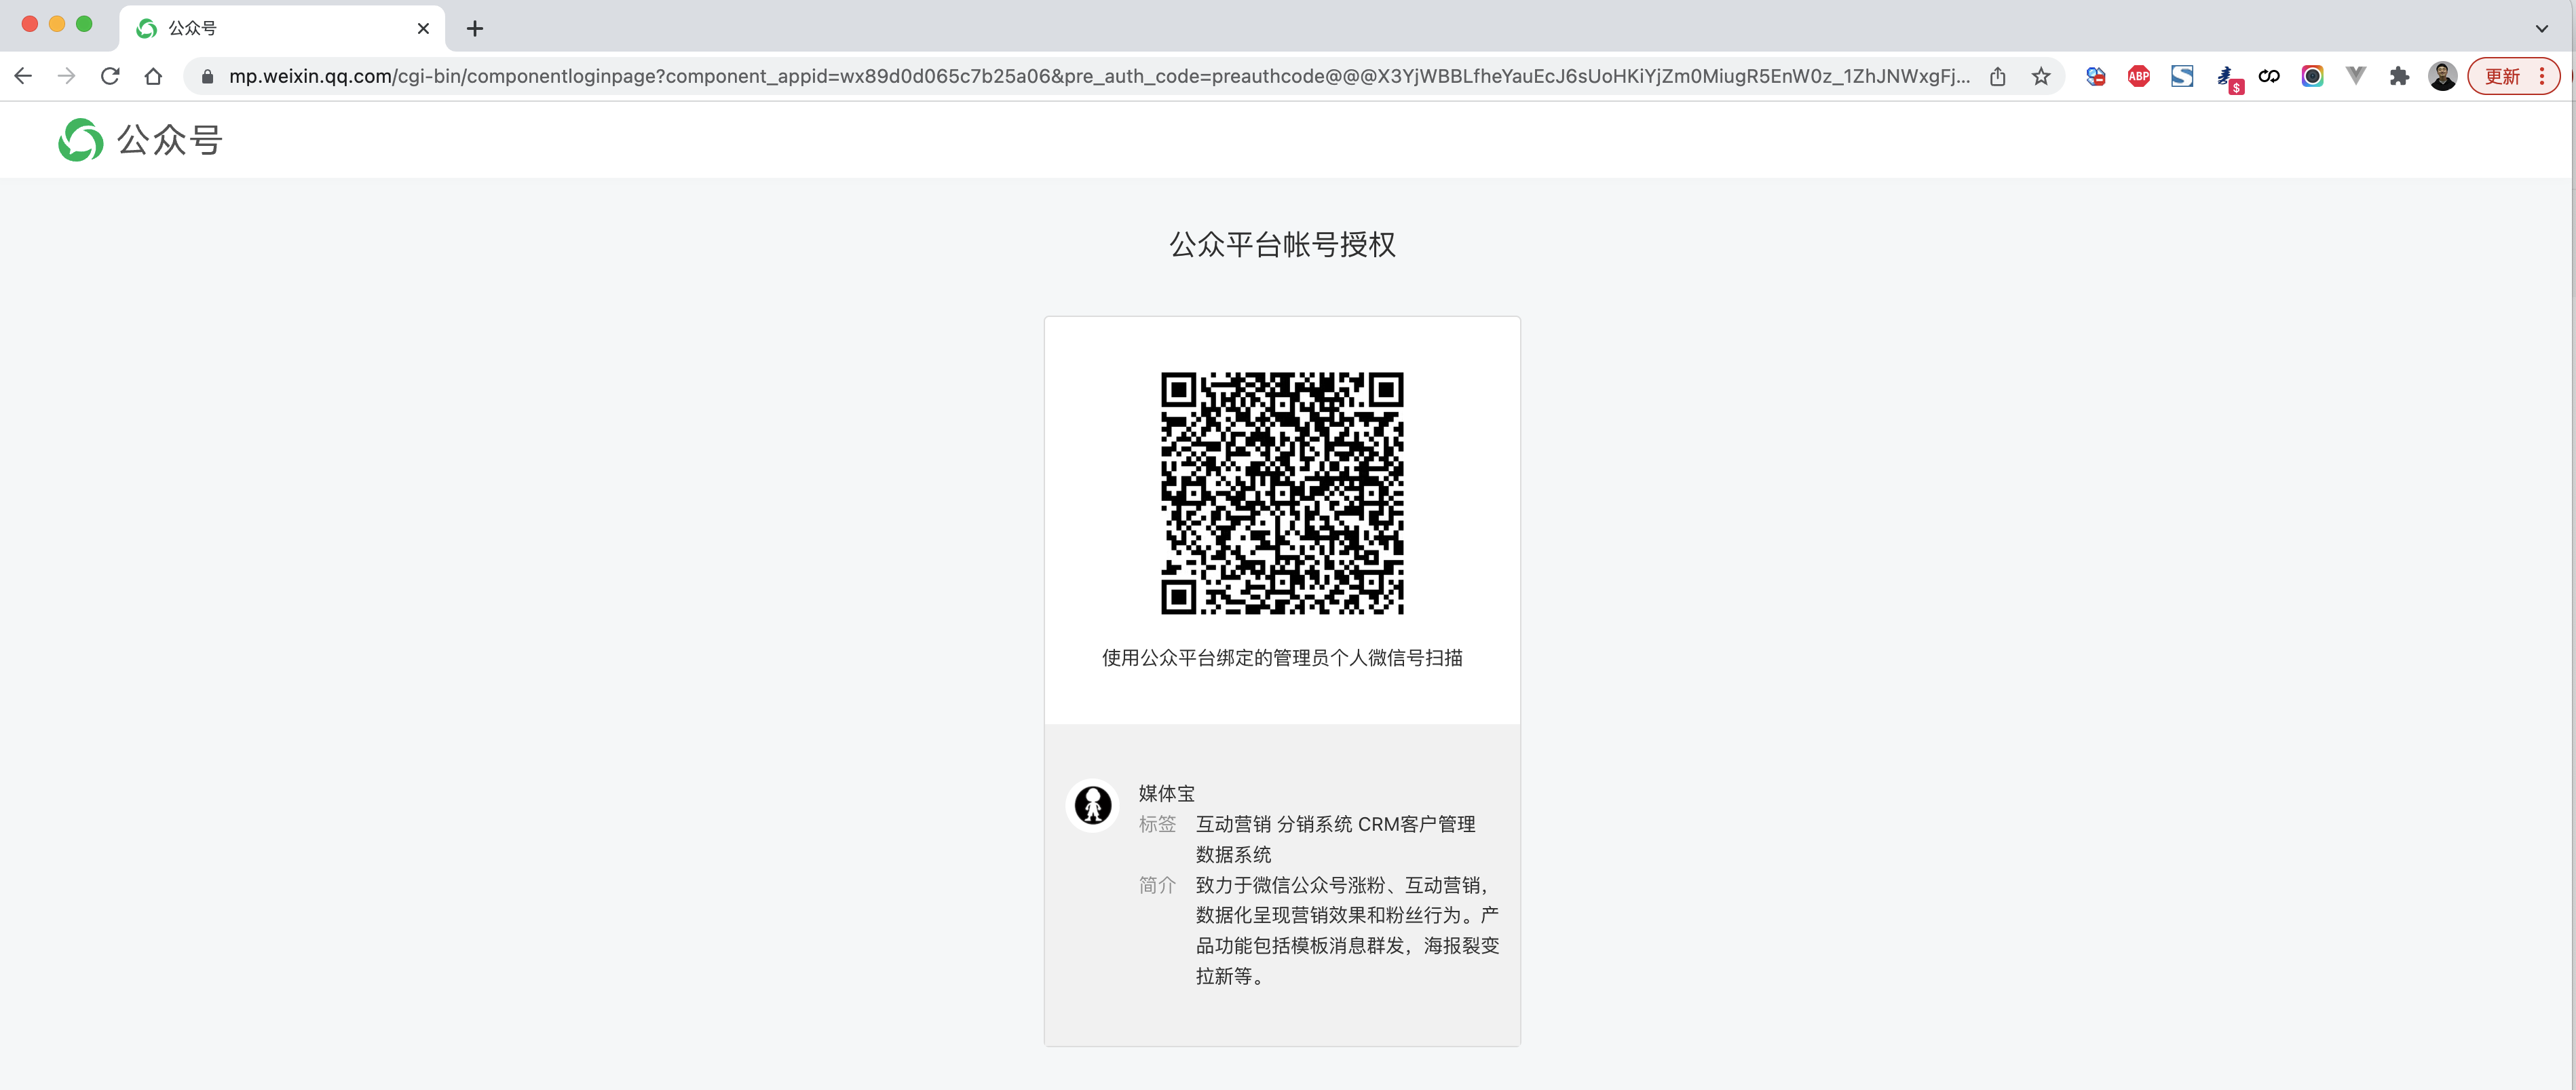 公众号
mp.weixin.qq.com/cgi-bin/componentloginpage?component_appid=wx89d0d065c7b25a06&pre_auth_code=preauthcode@@@X3YjWBBLfheYauEcJ6sUoHKiYjZm0MiugR5EnW0z_1ZhJNWxgFj...
ABP
$
更新
公众号
公众平台帐号授权
使用公众平台绑定的管理员个人微信号扫描
媒体宝
标签 互动营销 分销系统 CRM客户管理
数据系统
简介 致力于微信公众号涨粉、互动营销，
数据化呈现营销效果和粉丝行为。产
品功能包括模板消息群发，海报裂变
拉新等。